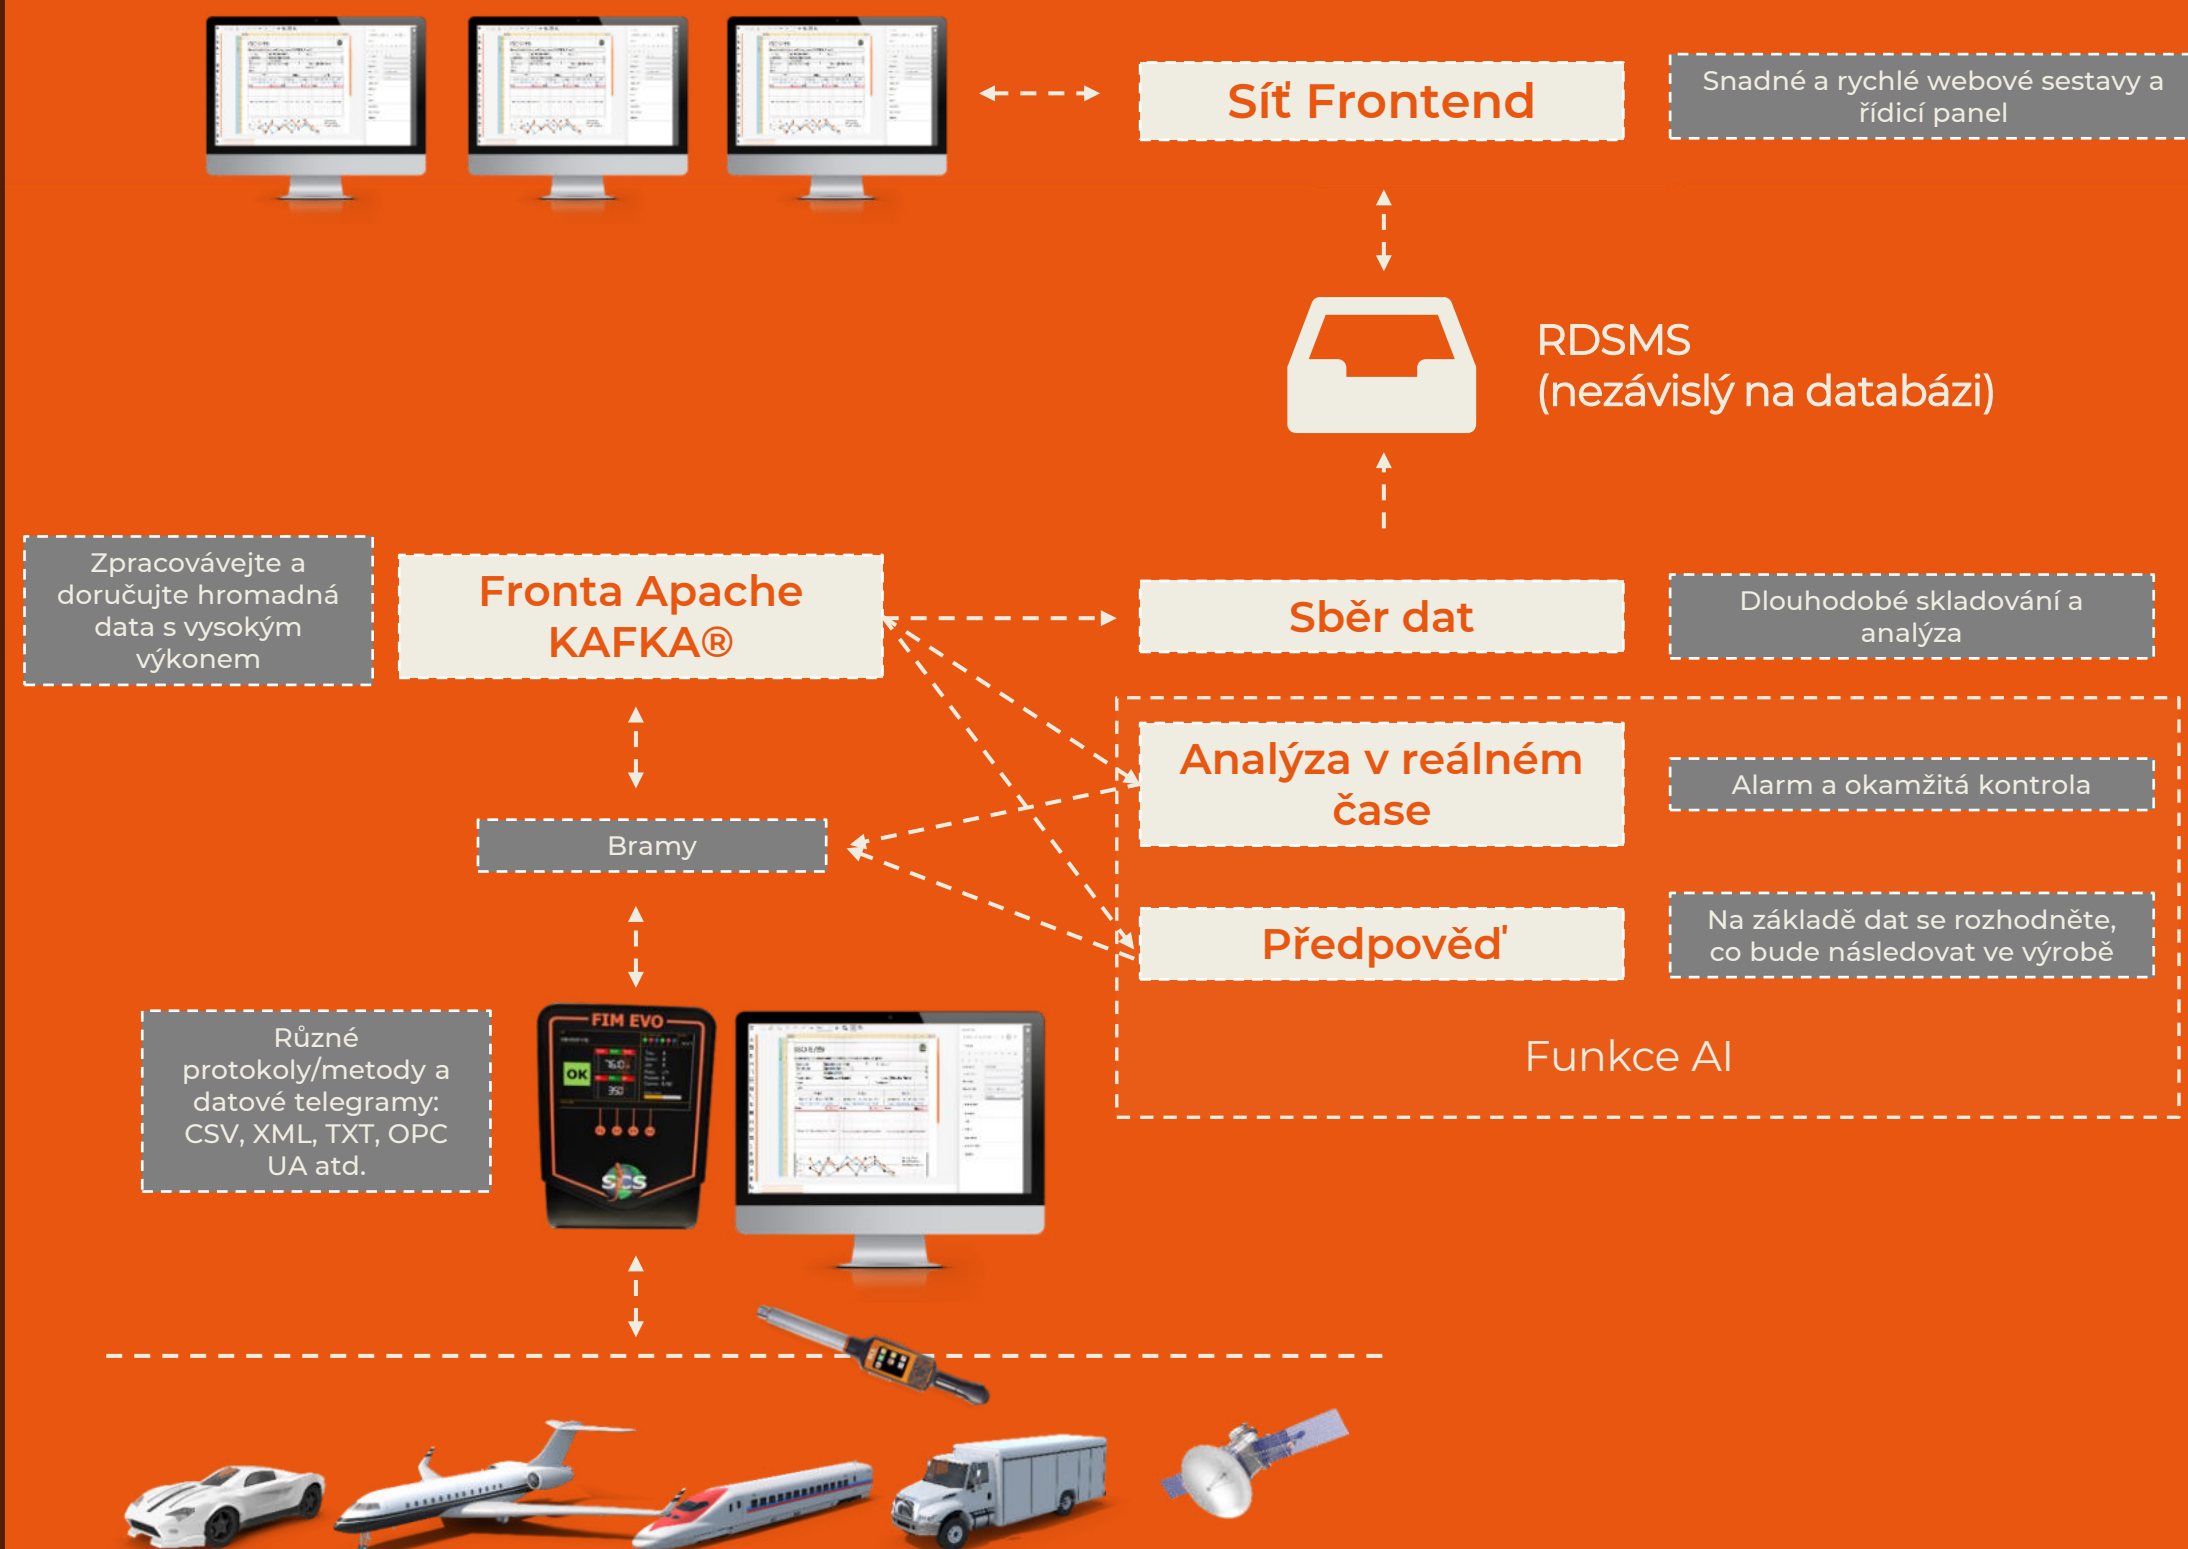 Síť Frontend
Snadné a rychlé webové sestavy a
řídicí panel
RDSMS
(nezávislý na databázi)
Zpracovávejte a
doručujte hromadná
data s vysokým
výkonem
Fronta Apache
KAFKA®
Sběr dat
Dlouhodobé skladování a
analýza
Analýza v reálném
čase
Alarm a okamžitá kontrola
Bramy
Předpověď
Na základě dat se rozhodněte,
co bude následovat ve výrobě
Funkce AI
Různé
protokoly/metody a
datové telegramy:
CSV, XML, TXT, OPC
UA atd.
FIM EVO
OK
SCS